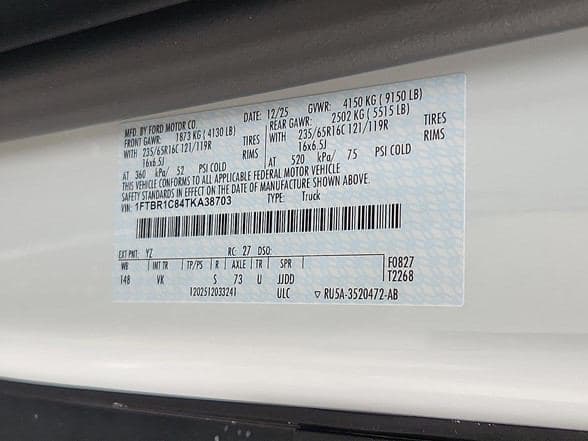 MFD. BY FORD MOTOR CO. DATE: 12/25 GVWR: 4150 KG ( 9150 LB)
FRONT GAWR: 1873 KG ( 4130 LB) REAR GAWR: 2502 KG ( 5515 LB)
WITH 235/65R16C 121/119R TIRES WITH 235/65R16C 121/119R TIRES
16x6.5J RIMS 16x6.5J RIMS
AT 360 kPa/ 52 PSI COLD AT 520 kPa/ 75 PSI COLD
THIS VEHICLE CONFORMS TO ALL APPLICABLE FEDERAL MOTOR VEHICLE
SAFETY STANDARDS IN EFFECT ON THE DATE OF MANUFACTURE SHOWN ABOVE.
VIN: 1FTBR1C84TKA38703 TYPE: Truck
EXT PNT: YZ RC: 27 DSO: F0827
WB INT TR TP/PS R AXLE TR SPR T2268
148 VK S 73 U JJDD
1202512033241 ULC ▽ RU5A-3520472-AB